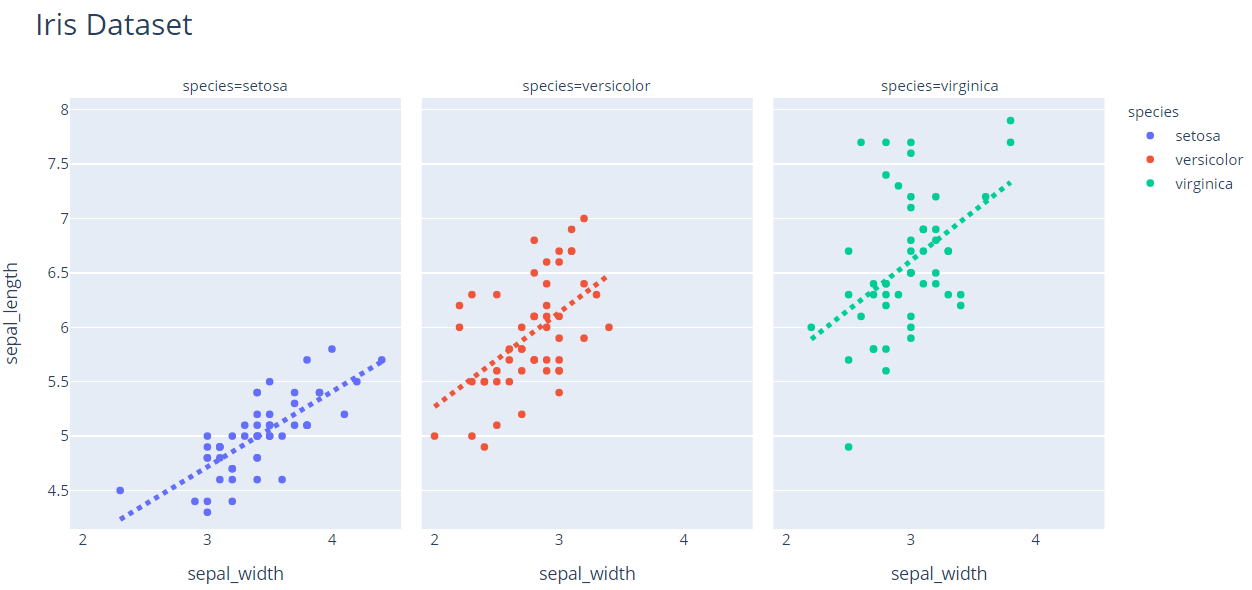 Iris Dataset
species=setosa
species=versicolor
species=virginica
species
setosa
versicolor
virginica
sepal_length
8
7.5
7
6.5
6
5.5
5
4.5
2 3 4
2 3 4
2 3 4
sepal_width
sepal_width
sepal_width